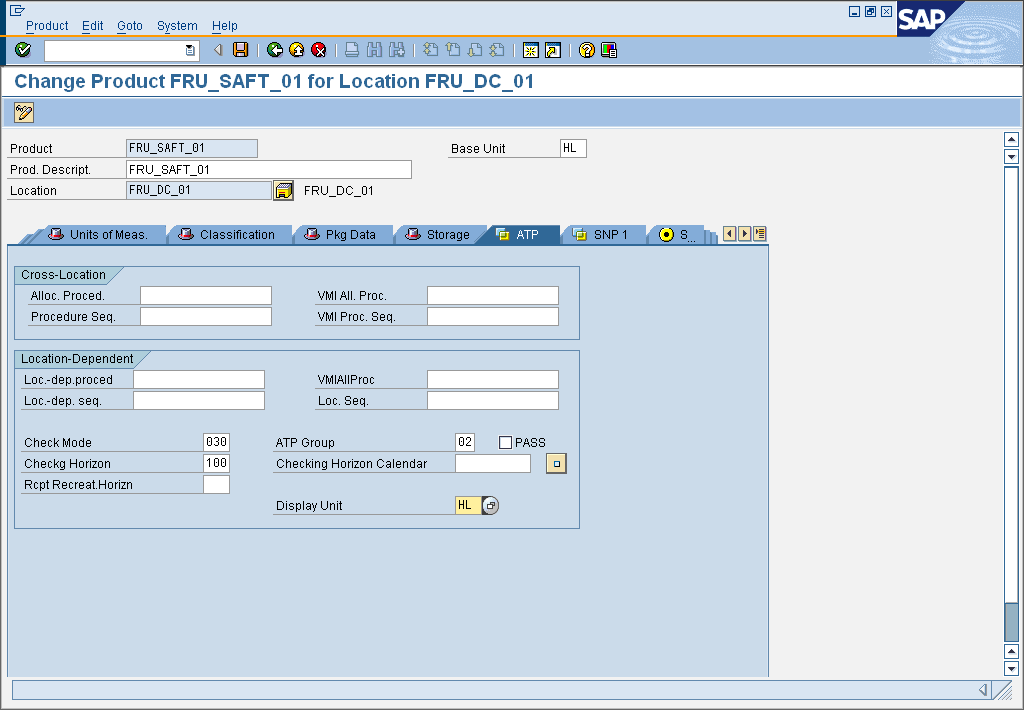 Product Edit Goto System Help
SAP
Change Product FRU_SAFT_01 for Location FRU_DC_01
Product FRU_SAFT_01 Base Unit HL
Prod. Descript. FRU_SAFT_01
Location FRU_DC_01 FRU_DC_01
Units of Meas. Classification Pkg Data Storage ATP SNP 1 S...
Cross-Location
Alloc. Proced. VMI All. Proc.
Procedure Seq. VMI Proc. Seq.
Location-Dependent
Loc.-dep.proced VMIAllProc
Loc.-dep. seq. Loc. Seq.
Check Mode 030 ATP Group 02 PASS
Checkg Horizon 100 Checking Horizon Calendar
Rcpt Recreat.Horizn
Display Unit HL